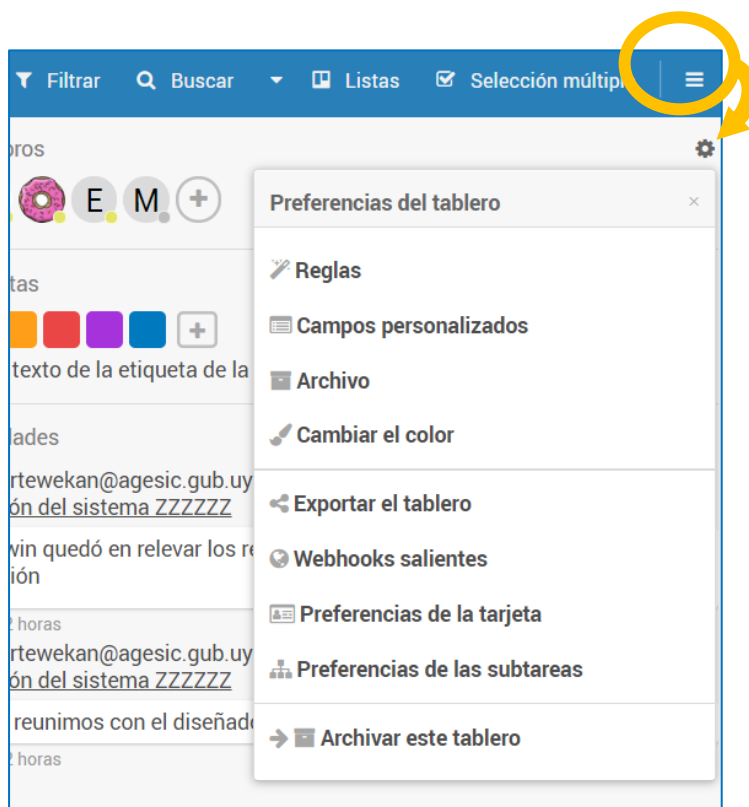 Filtrar Buscar Listas Selección múltip
bros
E M
Preferencias del tablero
Reglas
tas
Campos personalizados
texto de la etiqueta de la
Archivo
Cambiar el color
lades
rtewekan@agesic.gub.uy
ón del sistema ZZZZZZ
Exportar el tablero
win quedó en relevar los re
ión
Webhooks salientes
2 horas
Preferencias de la tarjeta
rtewekan@agesic.gub.uy
ón del sistema ZZZZZZ
Preferencias de las subtareas
reunimos con el diseñad
Archivar este tablero
2 horas